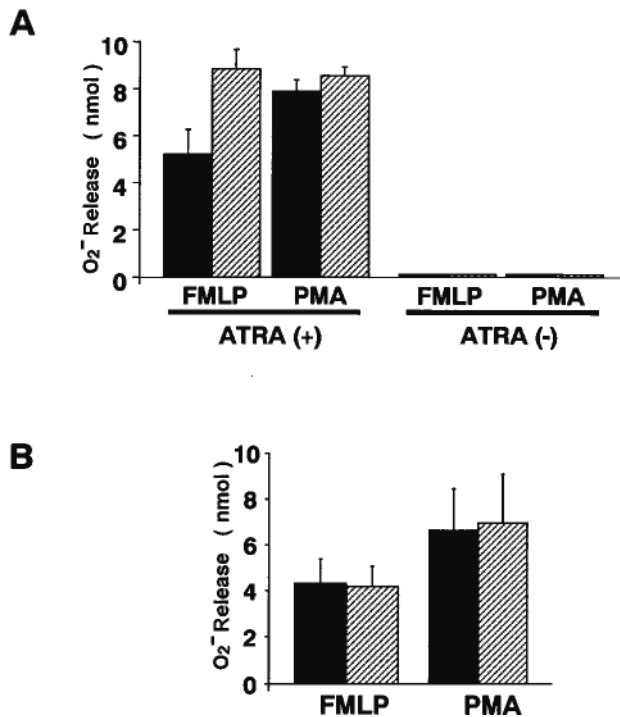 A
O₂⁻ Release ( nmol)
10
8
6
4
2
0
FMLP PMA FMLP PMA
ATRA (+) ATRA (-)
B
O₂⁻ Release ( nmol)
10
8
6
4
2
0
FMLP PMA